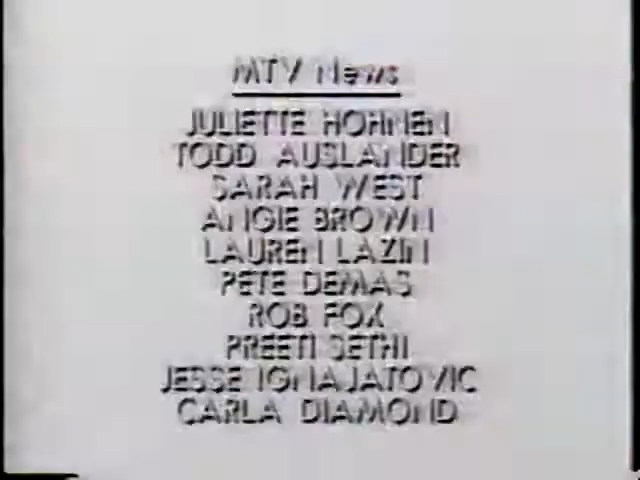 MTV News
JULIETTE HOHNEN
TODD AUSLANDER
SARAH WEST
ANGIE BROWN
LAUREN LAZIN
PETE DEMAS
ROB FOX
PREETI SETHI
JESSE IGNAJATOVIC
CARLA DIAMOND